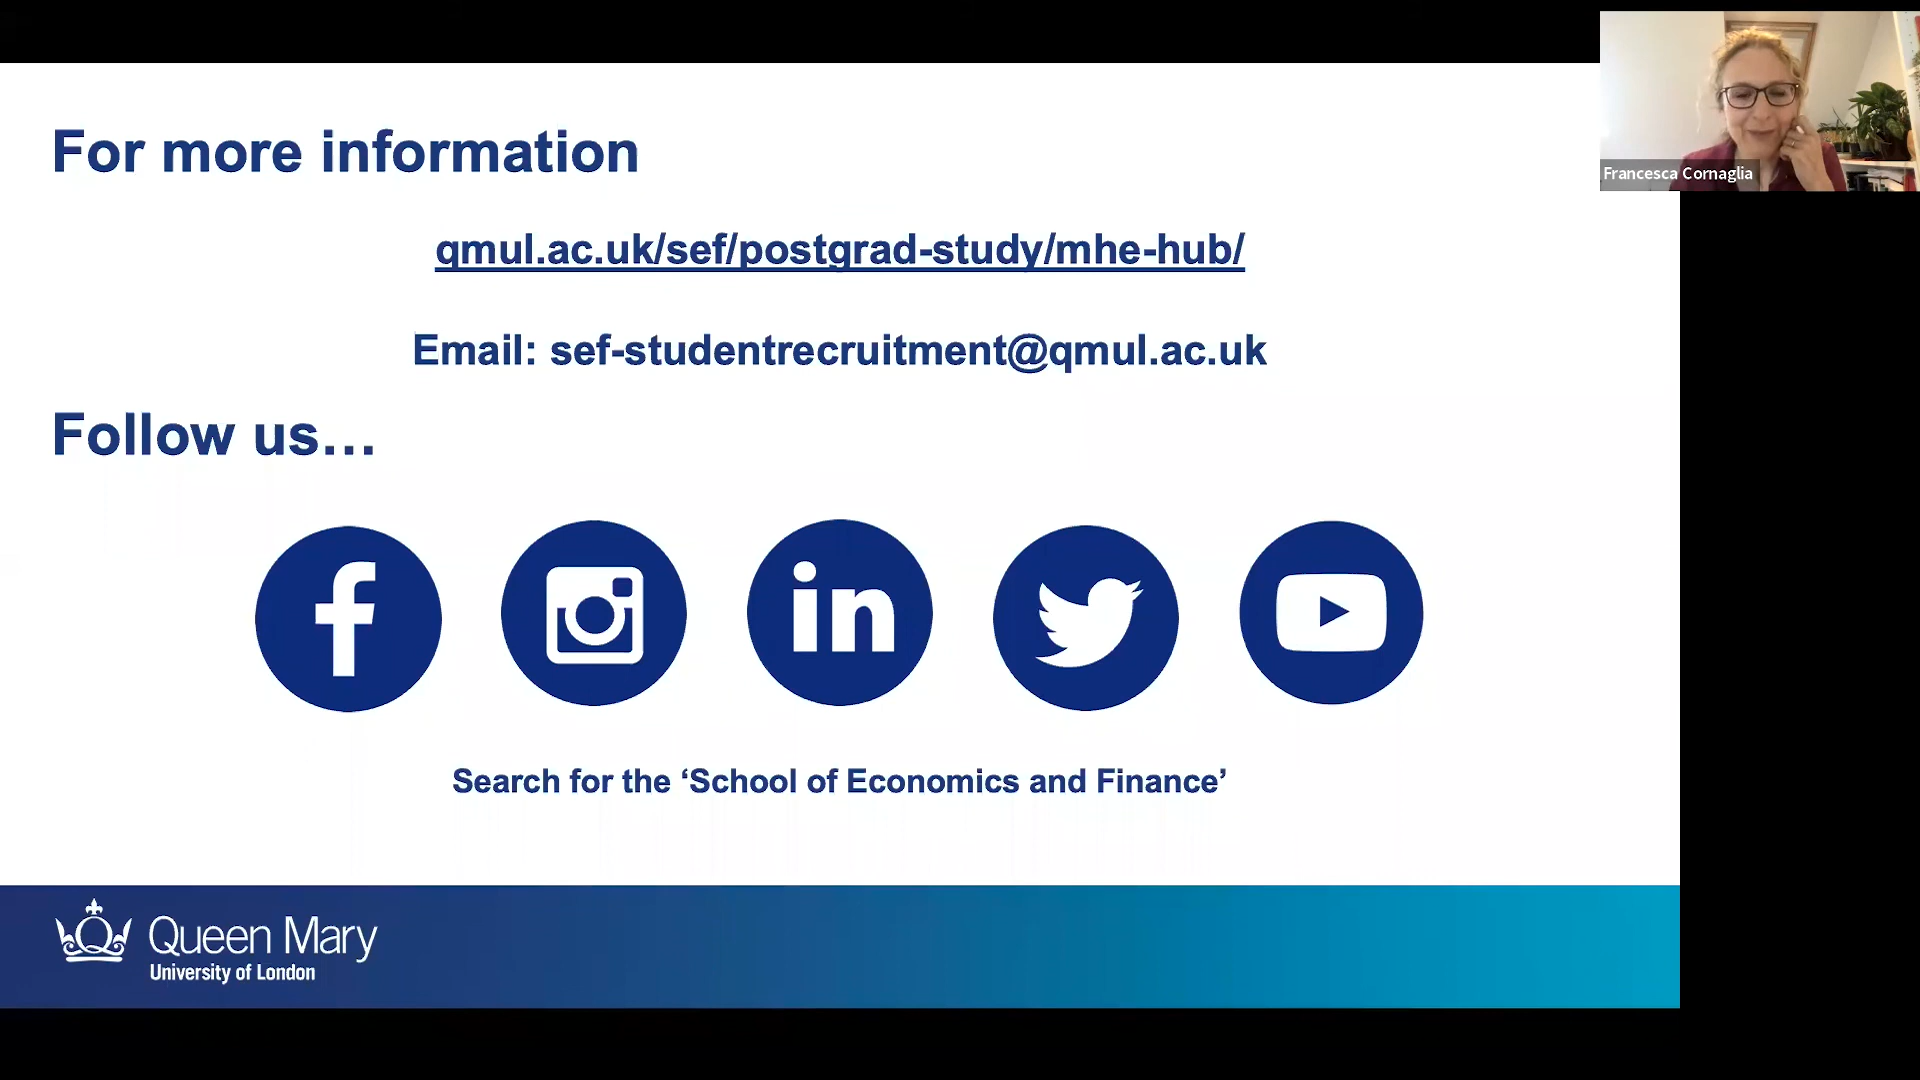 For more information
qmul.ac.uk/sef/postgrad-study/mhe-hub/
Email: sef-studentrecruitment@qmul.ac.uk
Follow us…
Search for the ‘School of Economics and Finance’
Queen Mary
University of London
Francesca Cornaglia